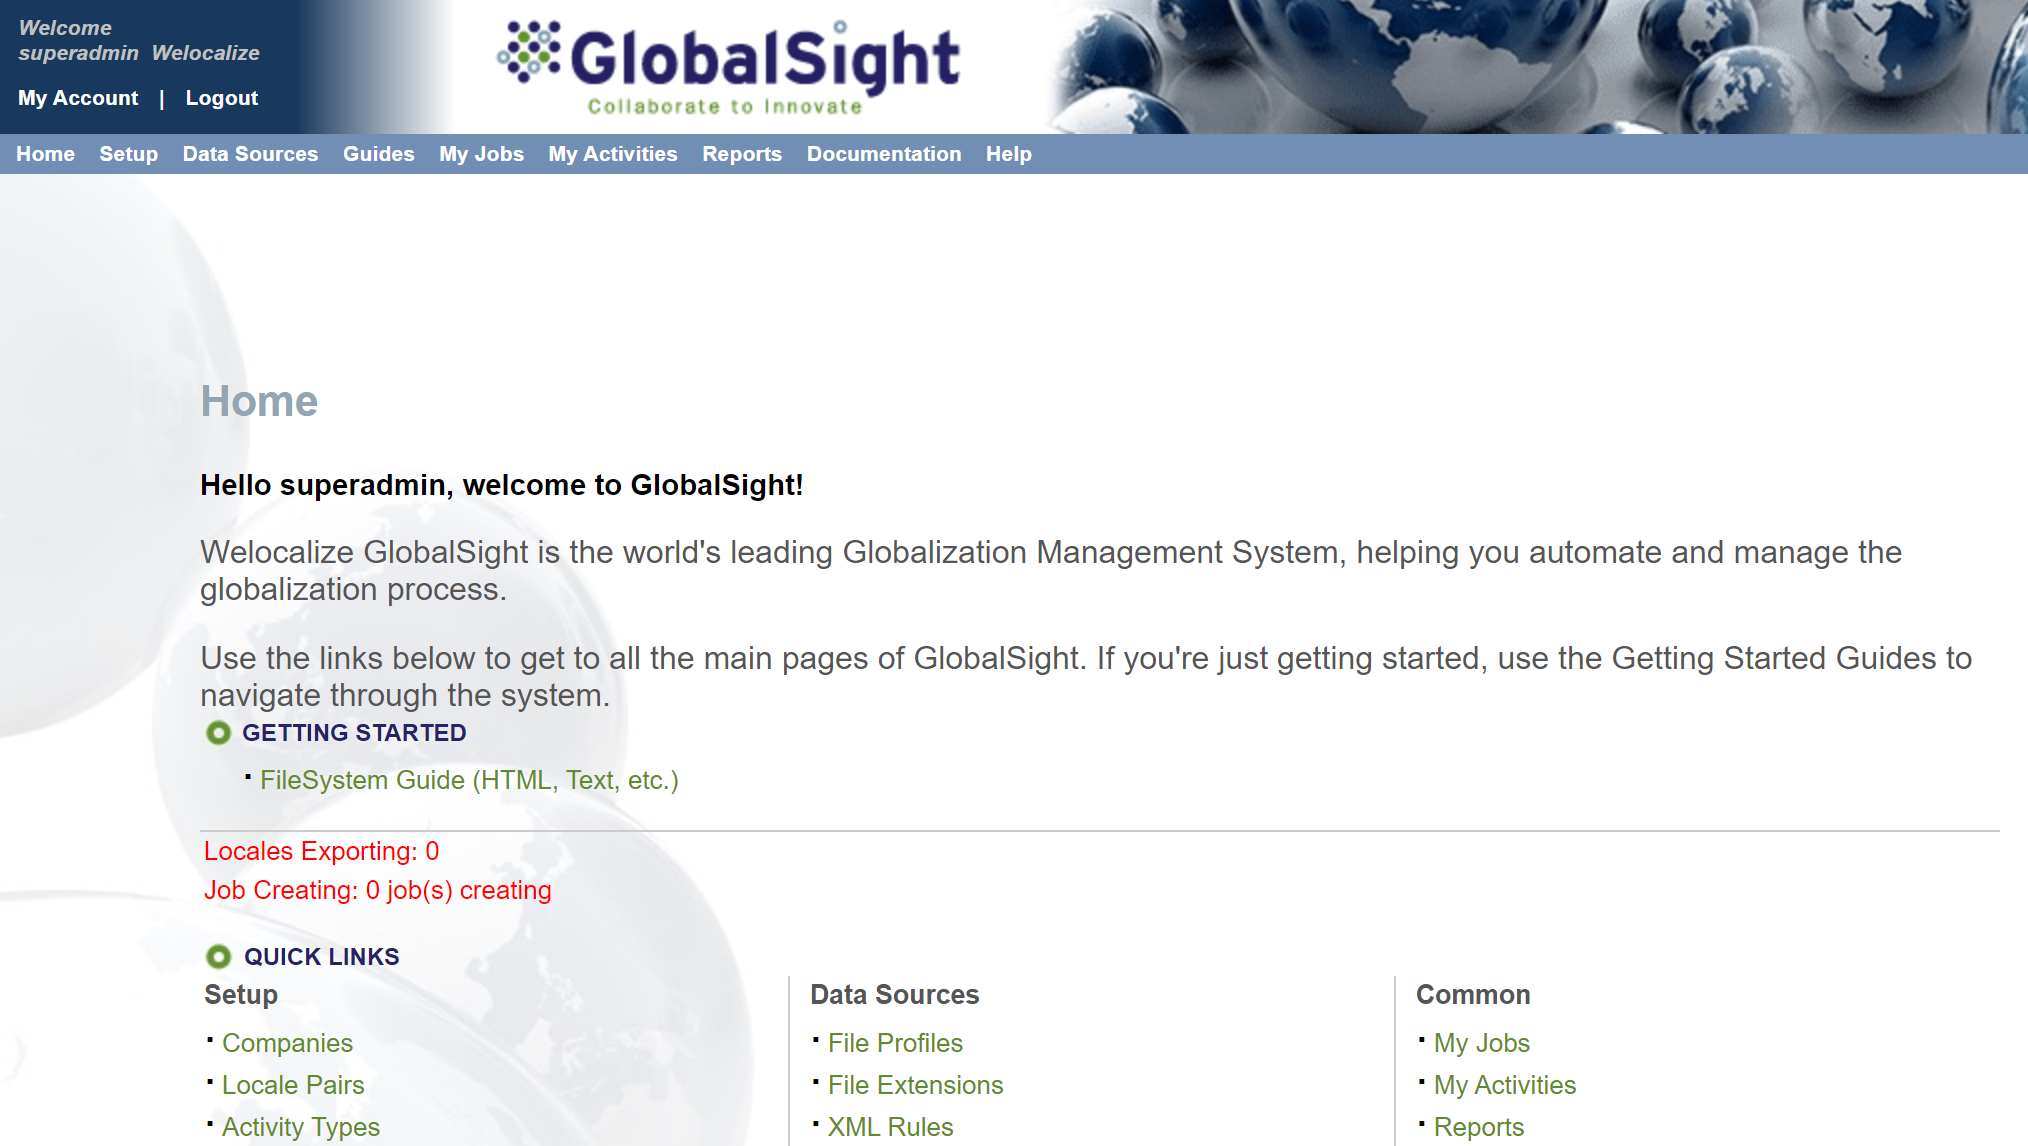 Welcome
superadmin Welocalize
My Account | Logout
GlobalSight
Collaborate to Innovate
Home Setup Data Sources Guides My Jobs My Activities Reports Documentation Help
Home
Hello superadmin, welcome to GlobalSight!
Welocalize GlobalSight is the world's leading Globalization Management System, helping you automate and manage the
globalization process.
Use the links below to get to all the main pages of GlobalSight. If you're just getting started, use the Getting Started Guides to
navigate through the system.
GETTING STARTED
FileSystem Guide (HTML, Text, etc.)
Locales Exporting: 0
Job Creating: 0 job(s) creating
QUICK LINKS
Setup
Companies
Locale Pairs
Activity Types
Data Sources
File Profiles
File Extensions
XML Rules
Common
My Jobs
My Activities
Reports